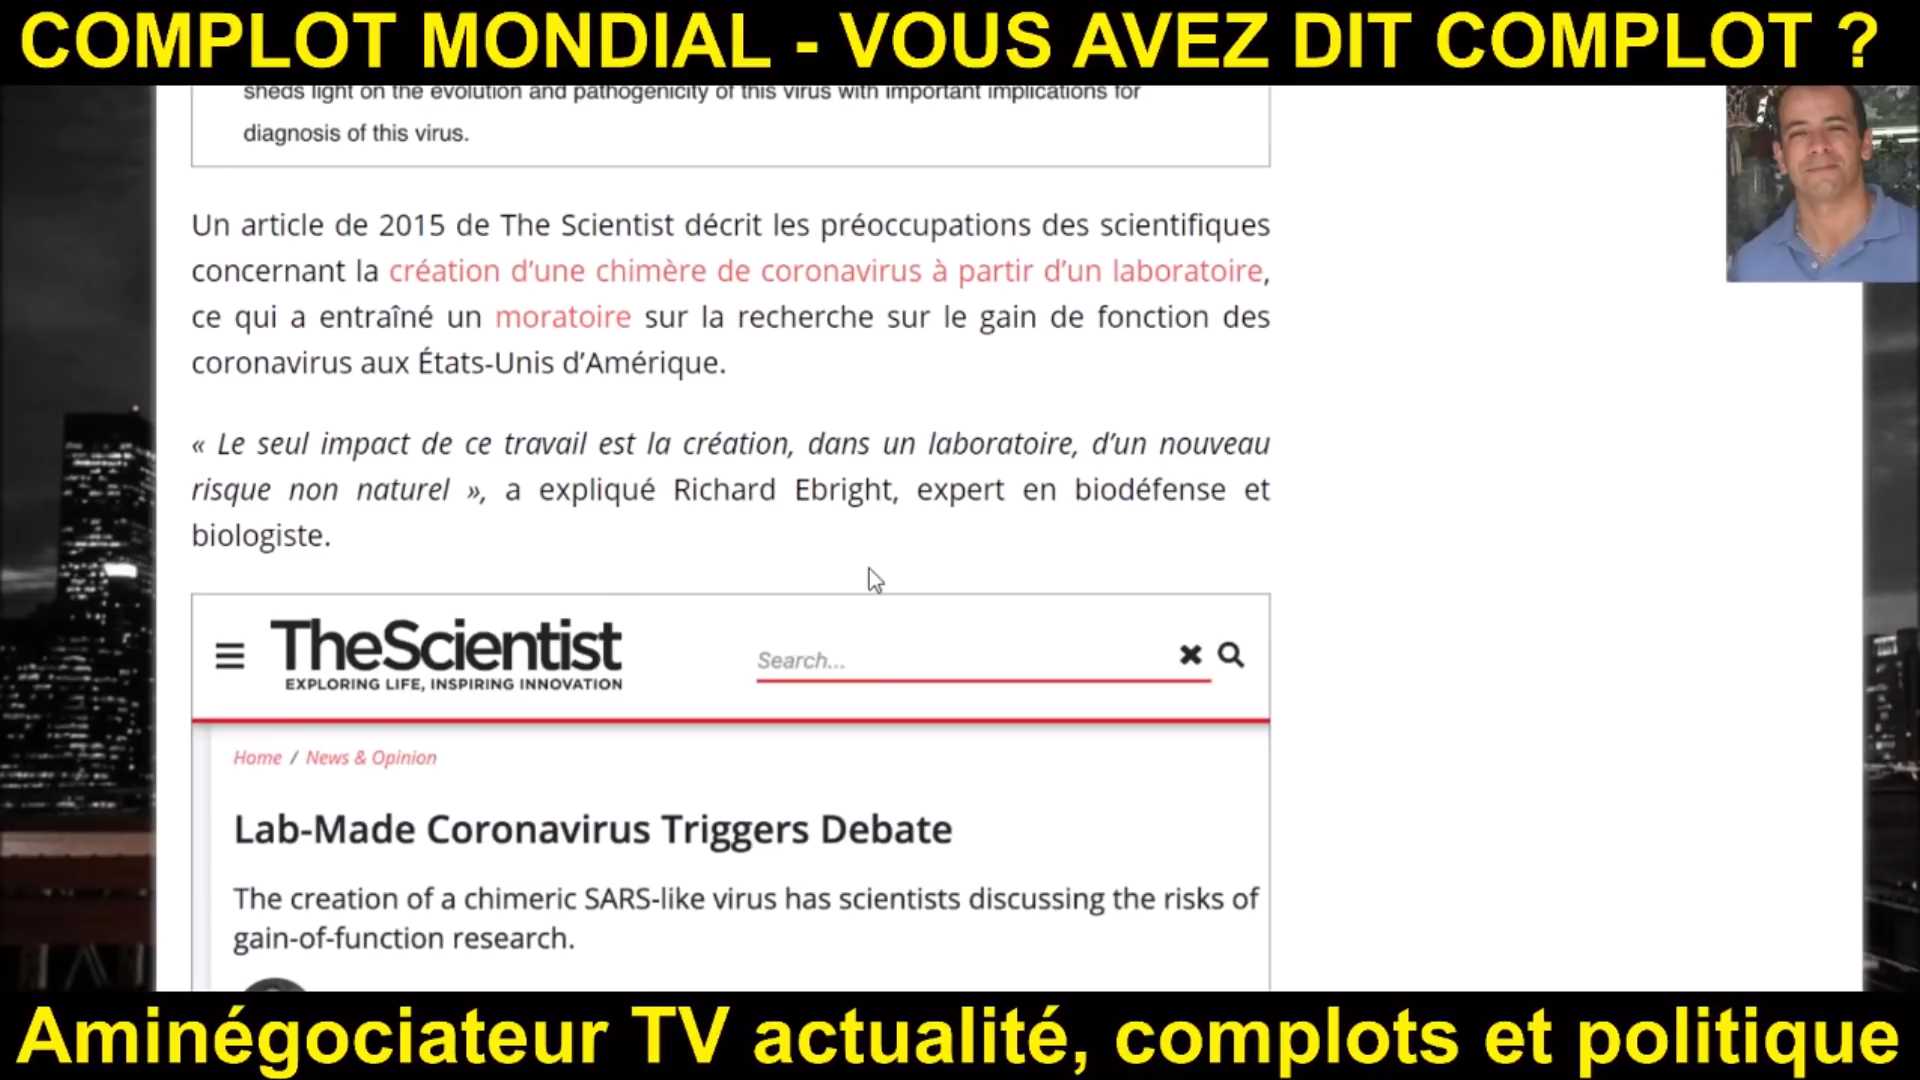 COMPLOT MONDIAL - VOUS AVEZ DIT COMPLOT ?
sheds light on the evolution and pathogenicity of this virus with important implications for
diagnosis of this virus.
Un article de 2015 de The Scientist décrit les préoccupations des scientifiques
concernant la création d’une chimère de coronavirus à partir d’un laboratoire,
ce qui a entraîné un moratoire sur la recherche sur le gain de fonction des
coronavirus aux États-Unis d’Amérique.
« Le seul impact de ce travail est la création, dans un laboratoire, d’un nouveau
risque non naturel », a expliqué Richard Ebright, expert en biodéfense et
biologiste.
TheScientist
EXPLORING LIFE, INSPIRING INNOVATION
Search...
Home / News & Opinion
Lab-Made Coronavirus Triggers Debate
The creation of a chimeric SARS-like virus has scientists discussing the risks of
gain-of-function research.
Aminégociateur TV actualité, complots et politique